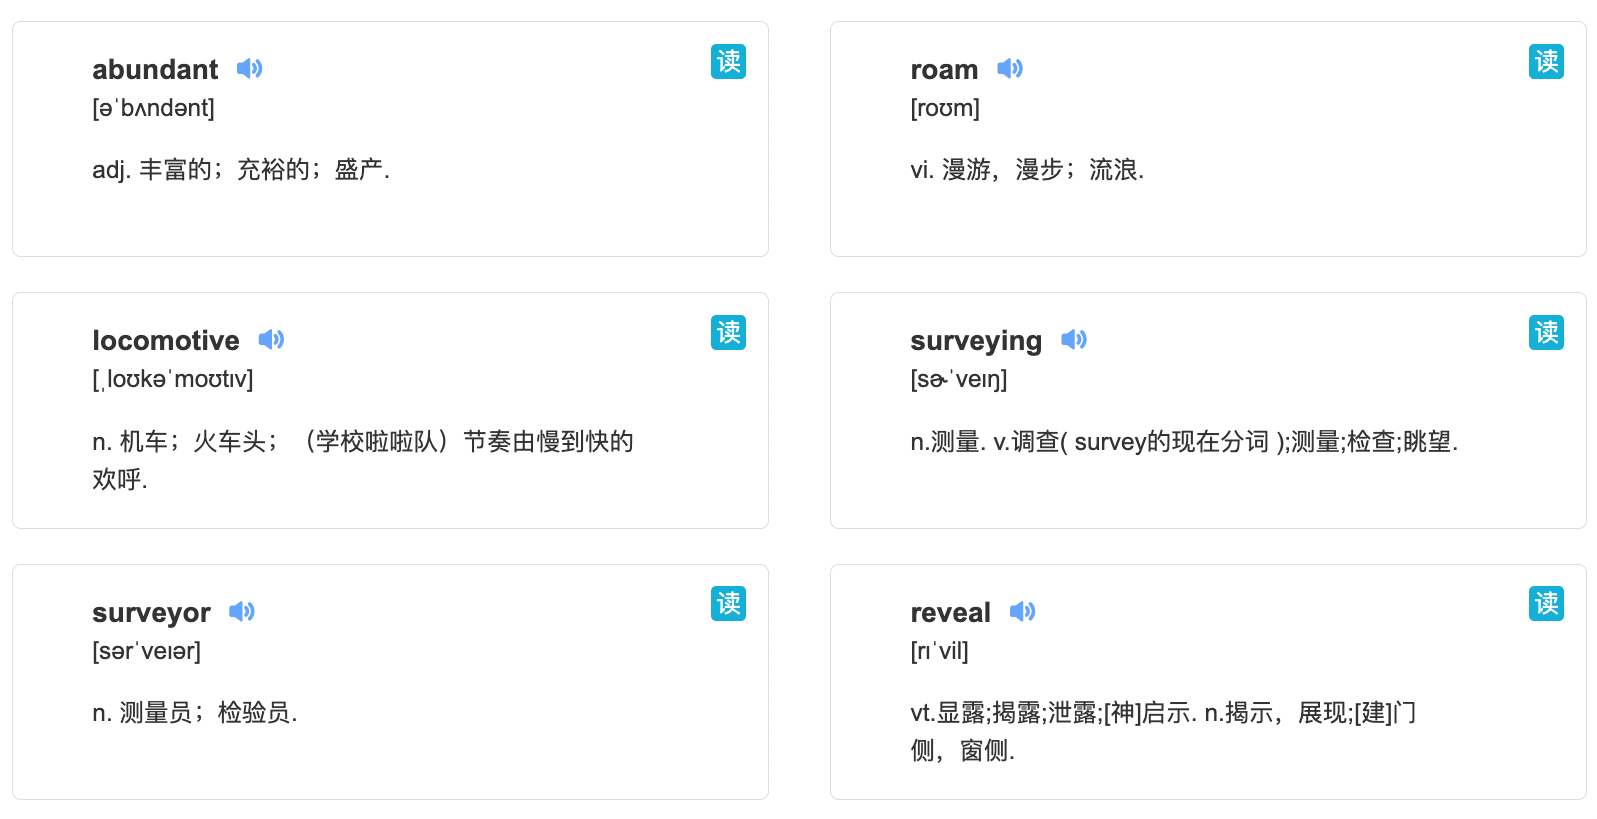 abundant
读
[əˈbʌndənt]
adj. 丰富的；充裕的；盛产.
roam
读
[roʊm]
vi. 漫游，漫步；流浪.
locomotive
读
[ˌloʊkəˈmoʊtɪv]
n. 机车；火车头；（学校啦啦队）节奏由慢到快的
欢呼.
surveying
读
[sɚˈveɪŋ]
n.测量. v.调查( survey的现在分词 );测量;检查;眺望.
surveyor
读
[sərˈveɪər]
n. 测量员；检验员.
reveal
读
[rɪˈvil]
vt.显露;揭露;泄露;[神]启示. n.揭示，展现;[建]门
侧，窗侧.